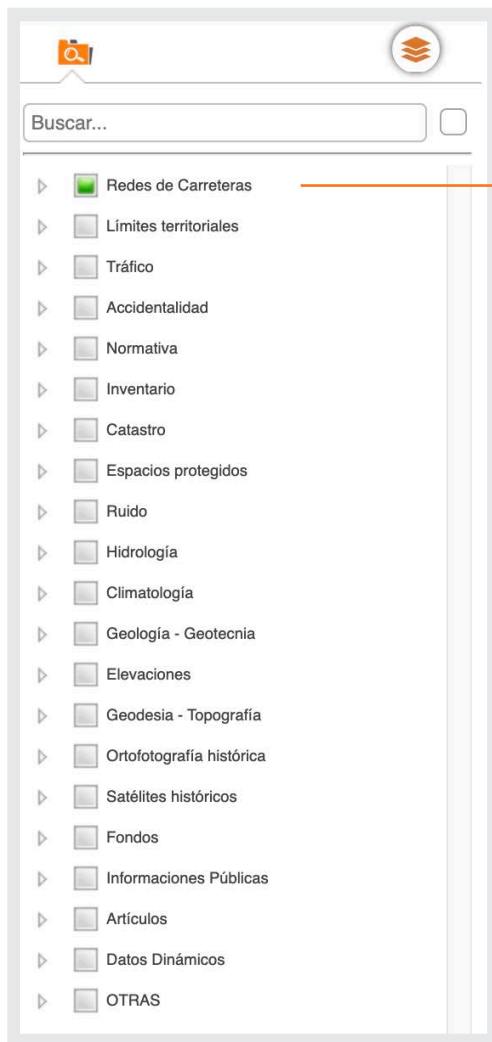 Buscar...
Redes de Carreteras
Límites territoriales
Tráfico
Accidentalidad
Normativa
Inventario
Catastro
Espacios protegidos
Ruido
Hidrología
Climatología
Geología - Geotecnia
Elevaciones
Geodesia - Topografía
Ortofotografía histórica
Satélites históricos
Fondos
Informaciones Públicas
Artículos
Datos Dinámicos
OTRAS